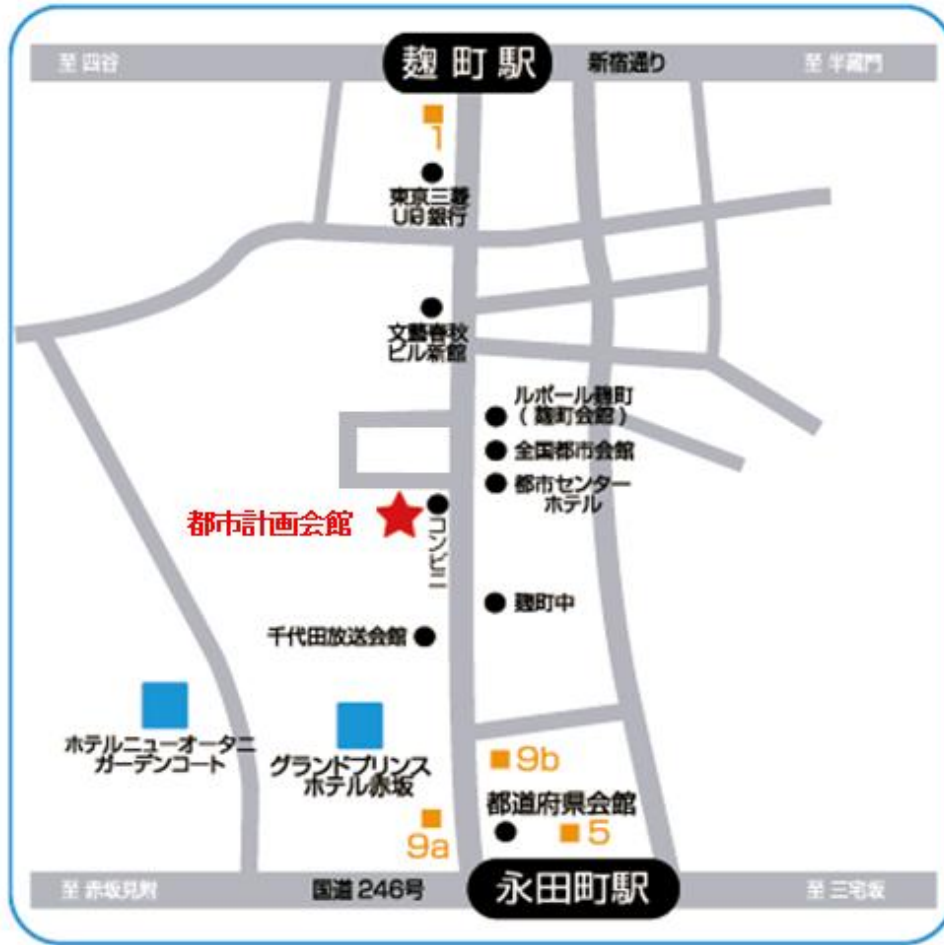 至 四谷
麹町駅
新宿通り
至 半蔵門
1
東京三菱
UFJ銀行
文藝春秋
ビル新館
ルポール麹町
( 麹町会館 )
全国都市会館
都市センター
ホテル
都市計画会館
コンビニ
麹町中
千代田放送会館
ホテルニューオータニ
ガーデンコート
グランドプリンス
ホテル赤坂
9b
都道府県会館
5
9a
至 赤坂見附
国道246号
永田町駅
至 三宅坂